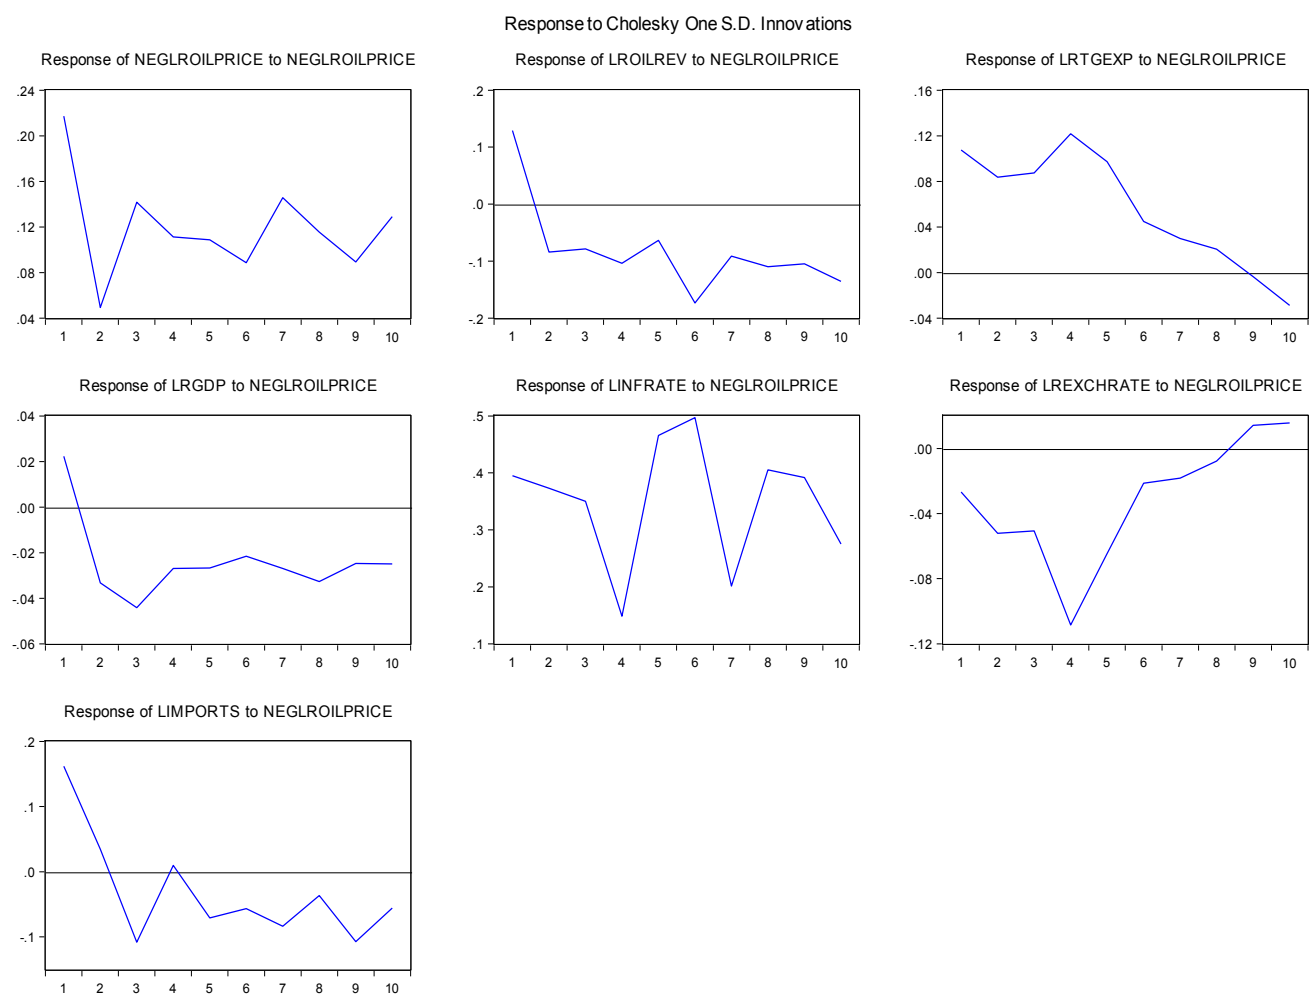 Response to Cholesky One S.D. Innovations
Response of NEGLROILPRICE to NEGLROILPRICE
.24
.20
.16
.12
.08
.04
1 2 3 4 5 6 7 8 9 10
Response of LROILREV to NEGLROILPRICE
.2
.1
.0
-.1
-.2
1 2 3 4 5 6 7 8 9 10
Response of LRTGEXP to NEGLROILPRICE
.16
.12
.08
.04
.00
-.04
1 2 3 4 5 6 7 8 9 10
Response of LRGDP to NEGLROILPRICE
.04
.02
.00
-.02
-.04
-.06
1 2 3 4 5 6 7 8 9 10
Response of LINFRATE to NEGLROILPRICE
.5
.4
.3
.2
.1
1 2 3 4 5 6 7 8 9 10
Response of LREXCHRATE to NEGLROILPRICE
.00
-.04
-.08
-.12
1 2 3 4 5 6 7 8 9 10
Response of LIMPORTS to NEGLROILPRICE
.2
.1
.0
-.1
1 2 3 4 5 6 7 8 9 10